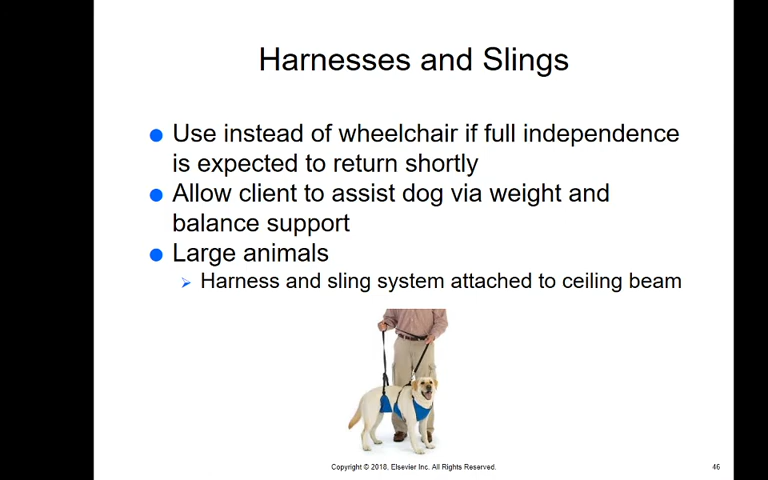 Harnesses and Slings
Use instead of wheelchair if full independence
is expected to return shortly
Allow client to assist dog via weight and
balance support
Large animals
Harness and sling system attached to ceiling beam
Copyright © 2018. Elsevier Inc. All Rights Reserved.
46